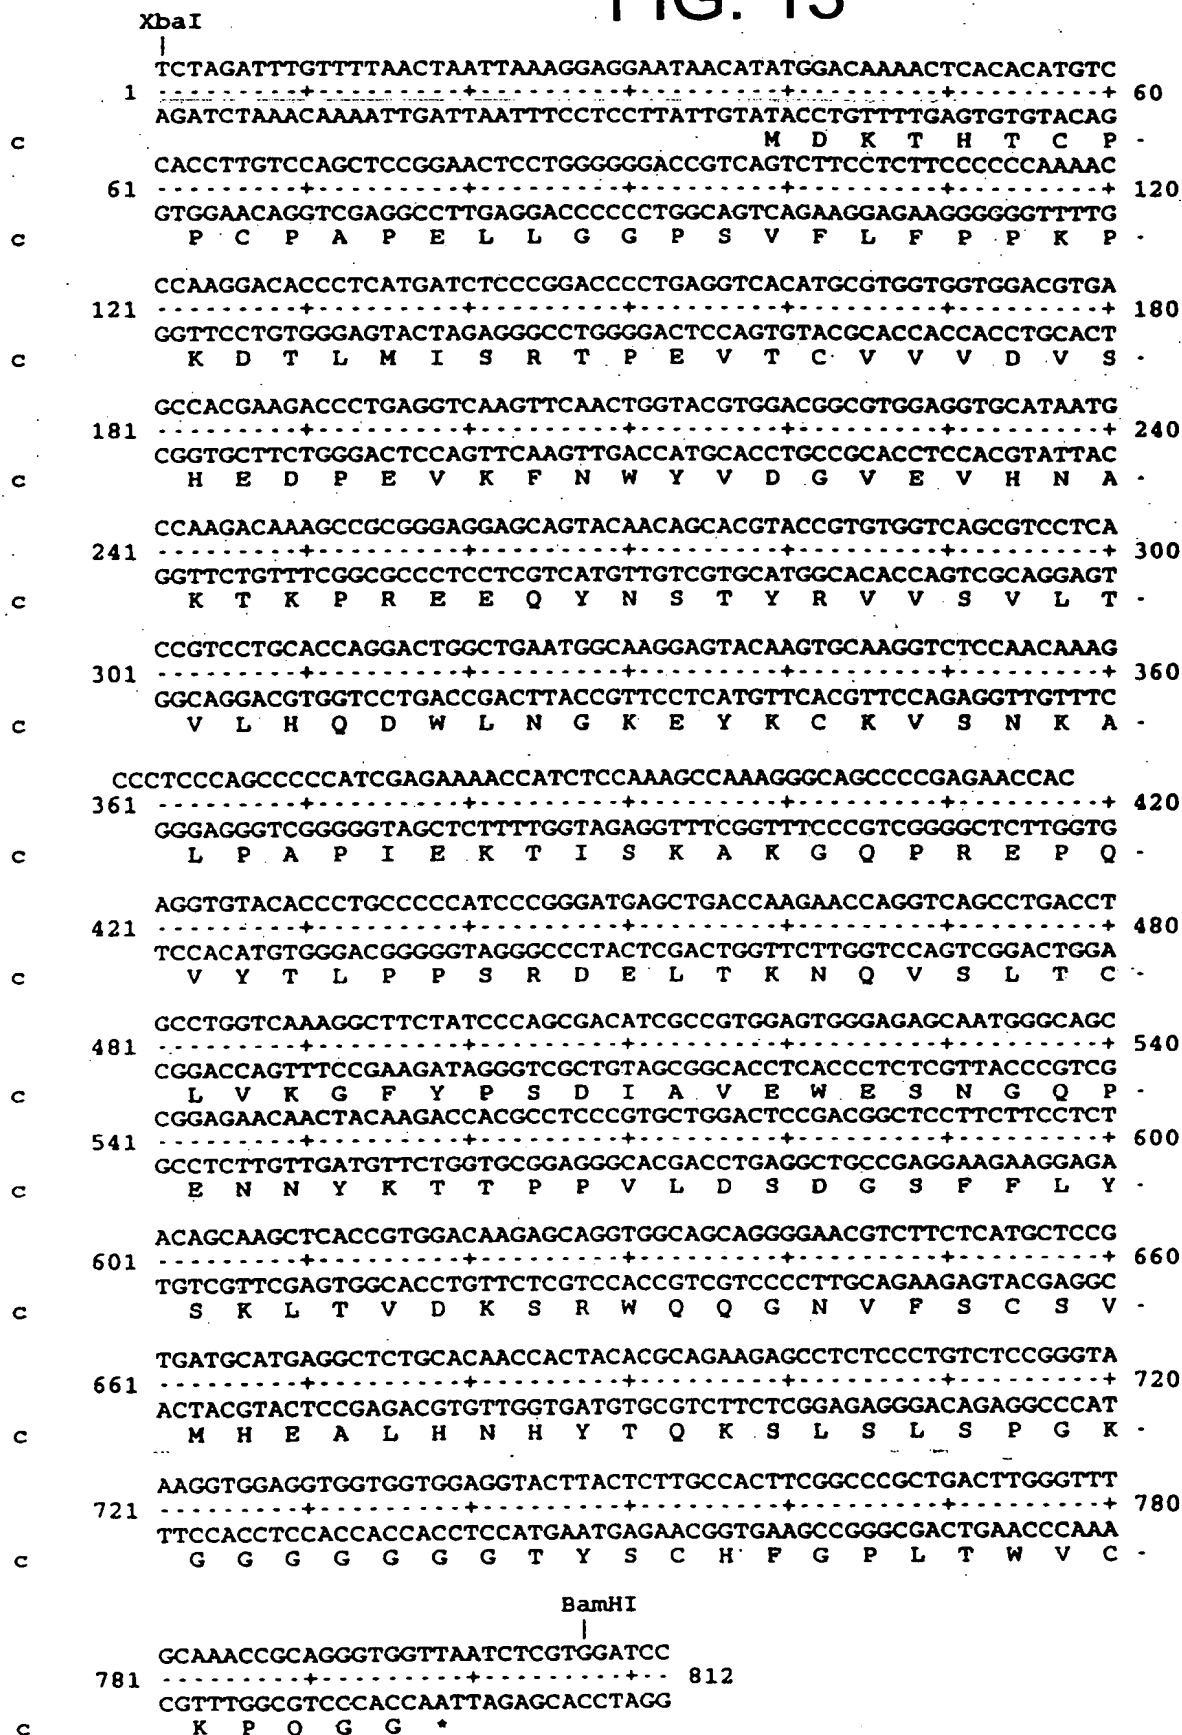 FIG. 13
XbaI
TCTAGATTTGTTTTAACTAATTAAAGGAGGAATAACATATGGACAAAACTCACACATGTC
1 ---------+---------+---------+---------+---------+---------+ 60
AGATCTAAACAAAATTGATTAATTTCCTCCTTATTGTATACCTGTTTTGAGTGTGTACAG
c M D K T H T C P -
CACCTTGTCCAGCTCCGGAACTCCTGGGGGGACCGTCAGTCTTCCTCTTCCCCCCAAAAC
61 ---------+---------+---------+---------+---------+---------+ 120
GTGGAACAGGTCGAGGCCTTGAGGACCCCCCTGGCAGTCAGAAGGAGAAGGGGGGTTTTG
c P C P A P E L L G G P S V F L F P P K P -
CCAAGGACACCCTCATGATCTCCCGGACCCCTGAGGTCACATGCGTGGTGGTGGACGTGA
121 ---------+---------+---------+---------+---------+---------+ 180
GGTTCCTGTGGGAGTACTAGAGGGCCTGGGGACTCCAGTGTACGCACCACCACCTGCACT
c K D T L M I S R T P E V T C V V V D V S -
GCCACGAAGACCCTGAGGTCAAGTTCAACTGGTACGTGGACGGCGTGGAGGTGCATAATG
181 ---------+---------+---------+---------+---------+---------+ 240
CGGTGCTTCTGGGACTCCAGTTCAAGTTGACCATGCACCTGCCGCACCTCCACGTATTAC
c H E D P E V K F N W Y V D G V E V H N A -
CCAAGACAAAGCCGCGGGAGGAGCAGTACAACAGCACGTACCGTGTGGTCAGCGTCCTCA
241 ---------+---------+---------+---------+---------+---------+ 300
GGTTCTGTTTCGGCGCCCTCCTCGTCATGTTGTCGTGCATGGCACACCAGTCGCAGGAGT
c K T K P R E E Q Y N S T Y R V V S V L T -
CCGTCCTGCACCAGGACTGGCTGAATGGCAAGGAGTACAAGTGCAAGGTCTCCAACAAAG
301 ---------+---------+---------+---------+---------+---------+ 360
GGCAGGACGTGGTCCTGACCGACTTACCGTTCCTCATGTTCACGTTCCAGAGGTTGTTTC
c V L H Q D W L N G K E Y K C K V S N K A -
CCCTCCCAGCCCCCATCGAGAAAACCATCTCCAAAGCCAAAGGGCAGCCCCGAGAACCAC
361 ---------+---------+---------+---------+---------+---------+ 420
GGGAGGGTCGGGGGTAGCTCTTTTGGTAGAGGTTTCGGTTTCCCGTCGGGGCTCTTGGTG
c L P A P I E K T I S K A K G Q P R E P Q -
AGGTGTACACCCTGCCCCCATCCCGGGATGAGCTGACCAAGAACCAGGTCAGCCTGACCT
421 ---------+---------+---------+---------+---------+---------+ 480
TCCACATGTGGGACGGGGGTAGGGCCCTACTCGACTGGTTCTTGGTCCAGTCGGACTGGA
c V Y T L P P S R D E L T K N Q V S L T C -
GCCTGGTCAAAGGCTTCTATCCCAGCGACATCGCCGTGGAGTGGGAGAGCAATGGGCAGC
481 ---------+---------+---------+---------+---------+---------+ 540
CGGACCAGTTTCCGAAGATAGGGTCGCTGTAGCGGCACCTCACCCTCTCGTTACCCGTCG
c L V K G F Y P S D I A V E W E S N G Q P -
CGGAGAACAACTACAAGACCACGCCTCCCGTGCTGGACTCCGACGGCTCCTTCTTCCTCT
541 ---------+---------+---------+---------+---------+---------+ 600
GCCTCTTGTTGATGTTCTGGTGCGGAGGGCACGACCTGAGGCTGCCGAGGAAGAAGGAGA
c E N N Y K T T P P V L D S D G S F F L Y -
ACAGCAAGCTCACCGTGGACAAGAGCAGGTGGCAGCAGGGGAACGTCTTCTCATGCTCCG
601 ---------+---------+---------+---------+---------+---------+ 660
TGTCGTTCGAGTGGCACCTGTTCTCGTCCACCGTCGTCCCCTTGCAGAAGAGTACGAGGC
c S K L T V D K S R W Q Q G N V F S C S V -
TGATGCATGAGGCTCTGCACAACCACTACACGCAGAAGAGCCTCTCCCTGTCTCCGGGTA
661 ---------+---------+---------+---------+---------+---------+ 720
ACTACGTACTCCGAGACGTGTTGGTGATGTGCGTCTTCTCGGAGAGGGACAGAGGCCCAT
c M H E A L H N H Y T Q K S L S L S P G K -
AAGGTGGAGGTGGTGGTGGAGGTACTTACTCTTGCCACTTCGGCCCGCTGACTTGGGTTT
721 ---------+---------+---------+---------+---------+---------+ 780
TTCCACCTCCACCACCACCTCCATGAATGAGAACGGTGAAGCCGGGCGACTGAACCCAAA
c G G G G G G G T Y S C H F G P L T W V C -
BamHI
GCAAACCGCAGGGTGGTTAATCTCGTGGATCC
781 ---------+---------+---------+-- 812
CGTTTGGCGTCCCACCAATTAGAGCACCTAGG
c K P Q G G *